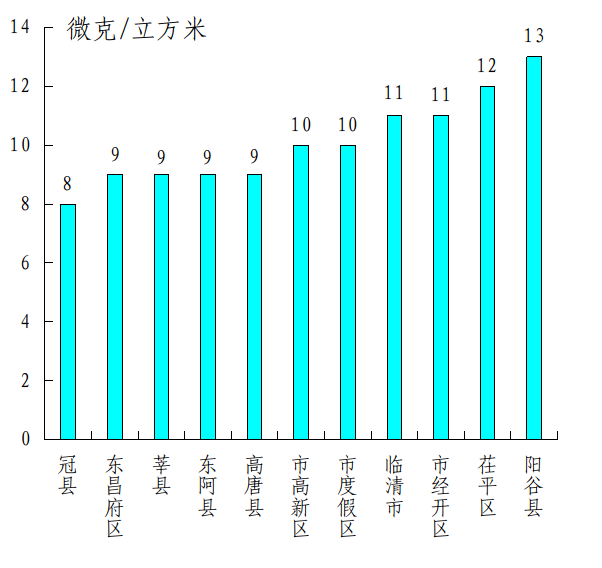 微克/立方米
14
12
10
8
6
4
2
0
8
9
9
9
9
10
10
11
11
12
13
冠县
东昌府区
莘县
东阿县
高唐县
市高新区
市度假区
临清市
市经开区
茌平区
阳谷县